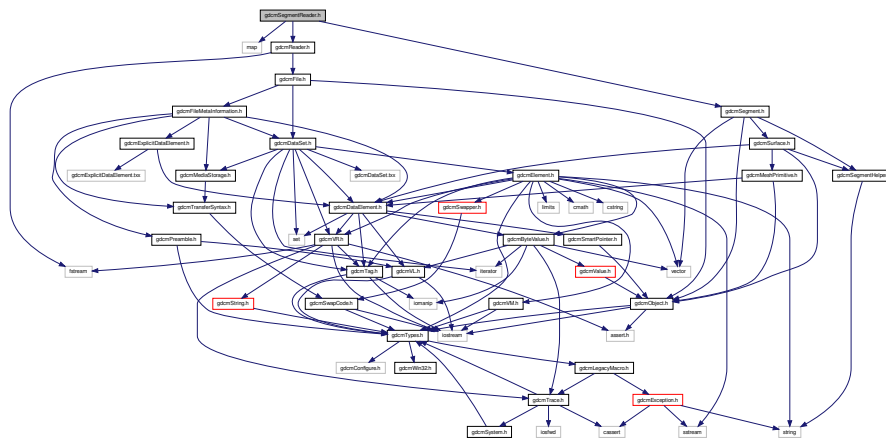 gdcmSegmentReader.h
map
gdcmReader.h
gdcmFile.h
gdcmFileMetaInformation.h
gdcmSegment.h
gdcmExplicitDataElement.h
gdcmDataSet.h
gdcmSurface.h
gdcmExplicitDataElement.txx
gdcmMediaStorage.h
gdcmDataSet.txx
gdcmElement.h
gdcmMeshPrimitive.h
gdcmSegmentHelper
gdcmTransferSyntax.h
gdcmDataElement.h
gdcmSwapper.h
limits
cmath
cstring
gdcmPreamble.h
set
gdcmVR.h
gdcmByteValue.h
gdcmSmartPointer.h
fstream
gdcmTag.h
gdcmVL.h
iterator
gdcmValue.h
vector
gdcmString.h
gdcmSwapCode.h
iomanip
gdcmVM.h
gdcmObject.h
gdcmTypes.h
iostream
assert.h
gdcmConfigure.h
gdcmWin32.h
gdcmLegacyMacro.h
gdcmTrace.h
gdcmException.h
gdcmSystem.h
iosfwd
cassert
sstream
string